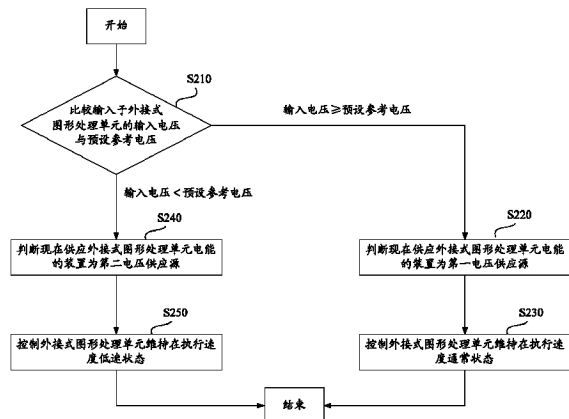 开始
S210
比较输入于外接式
图形处理单元的输入电压
与预设参考电压
输入电压≥预设参考电压
输入电压<预设参考电压
S240
判断现在供应外接式图形处理单元电能
的装置为第二电压供应源
S220
判断现在供应外接式图形处理单元电能
的装置为第一电压供应源
S250
控制外接式图形处理单元维持在执行速
度低速状态
S230
控制外接式图形处理单元维持在执行速
度通常状态
结束